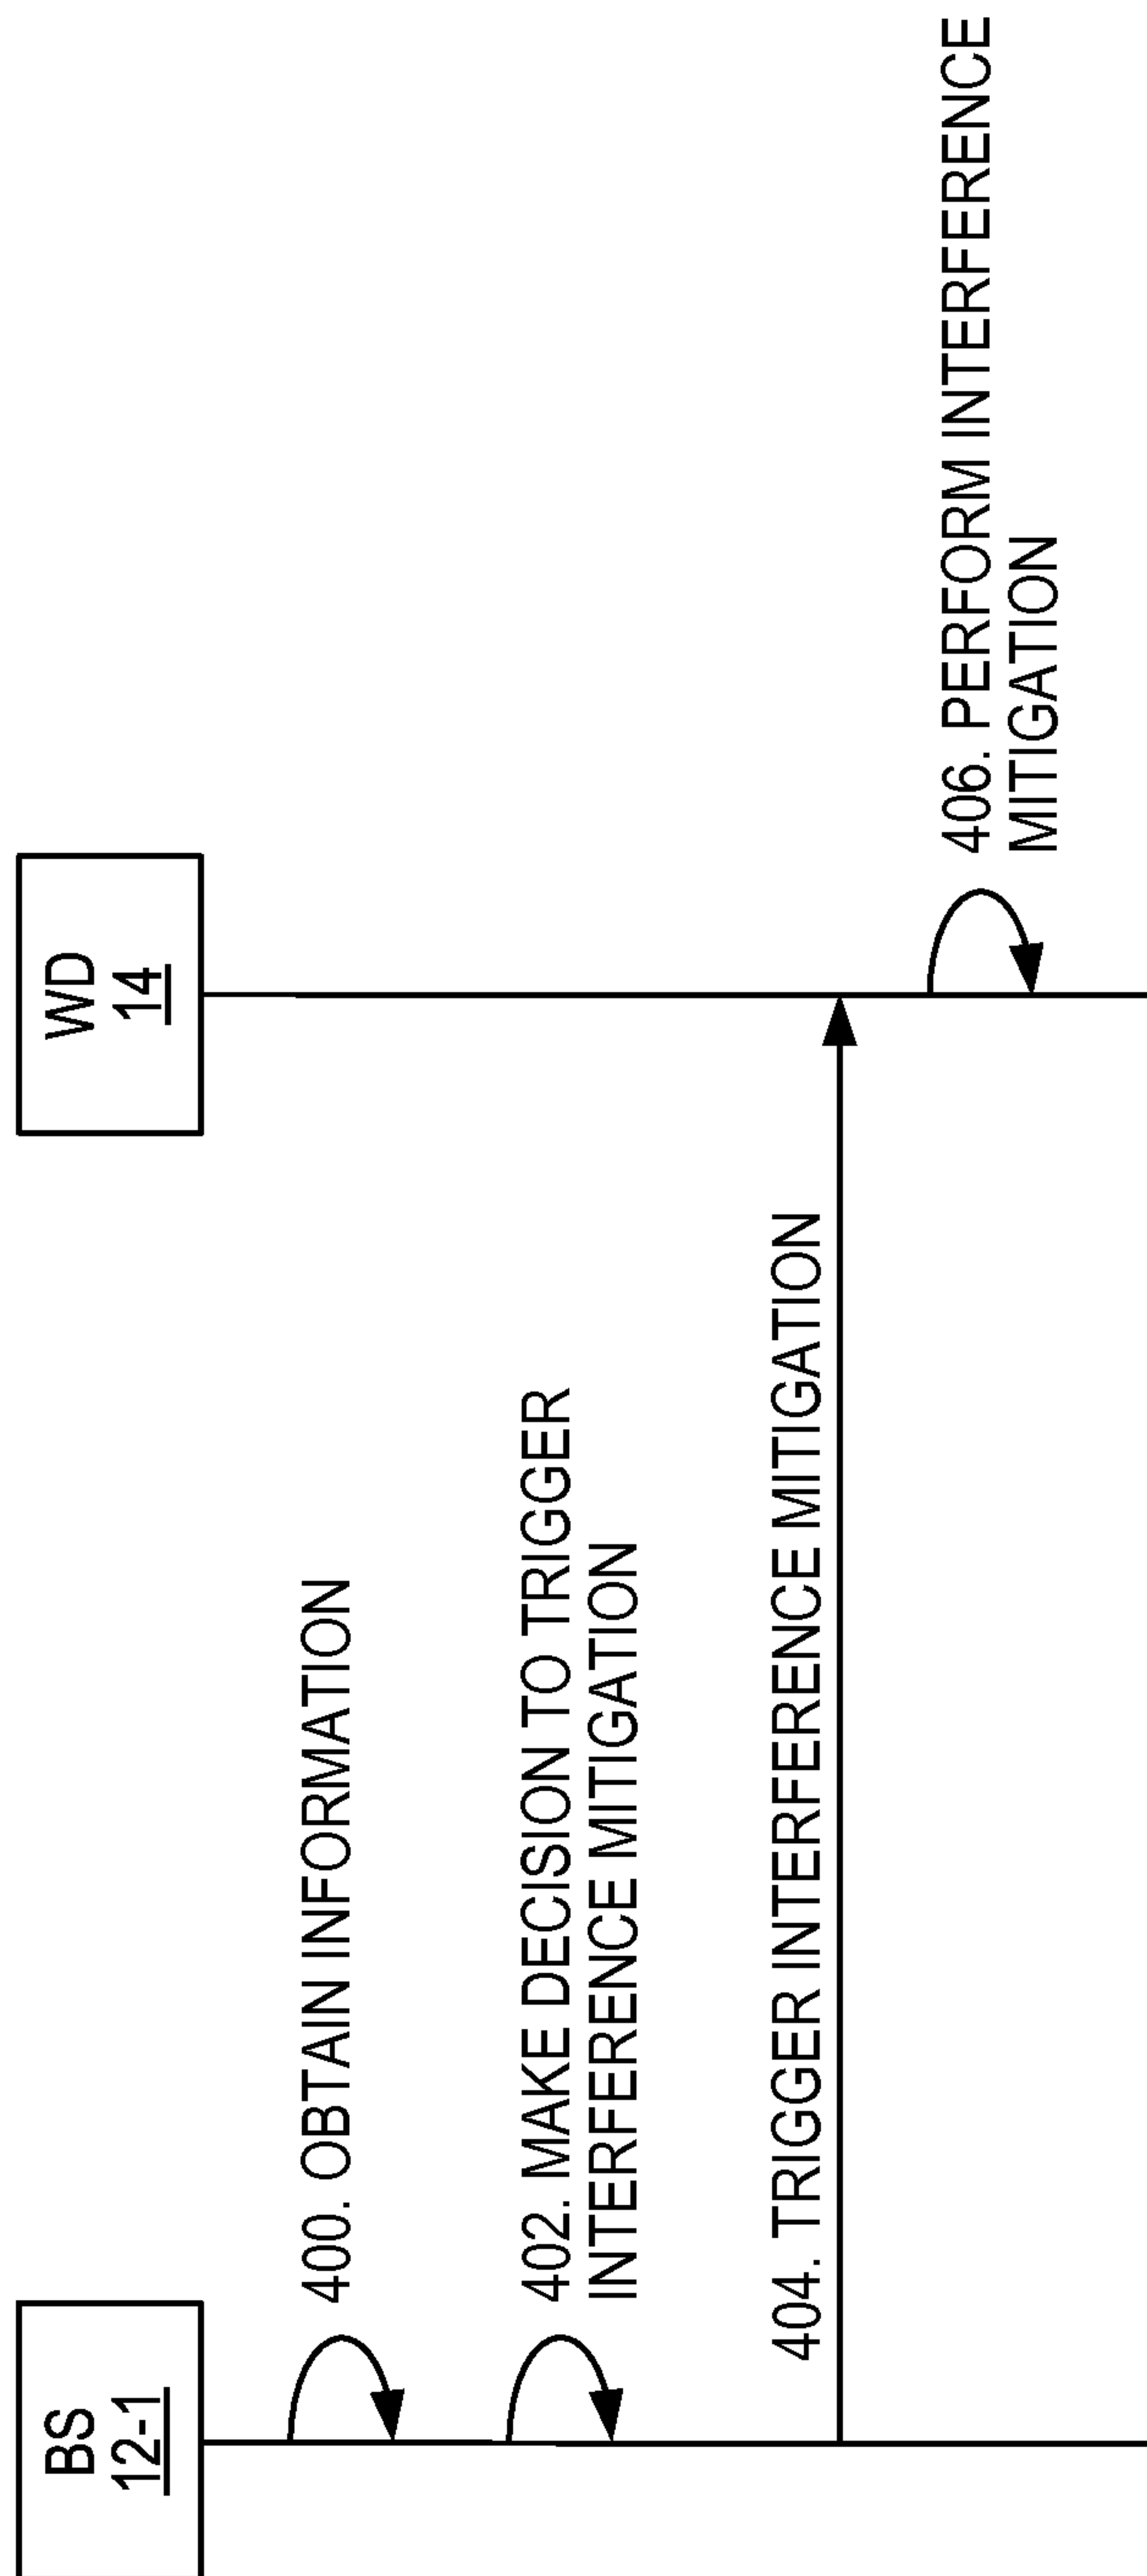 BS
12-1
WD
14
400. OBTAIN INFORMATION
402. MAKE DECISION TO TRIGGER
INTERFERENCE MITIGATION
404. TRIGGER INTERFERENCE MITIGATION
406. PERFORM INTERFERENCE
MITIGATION